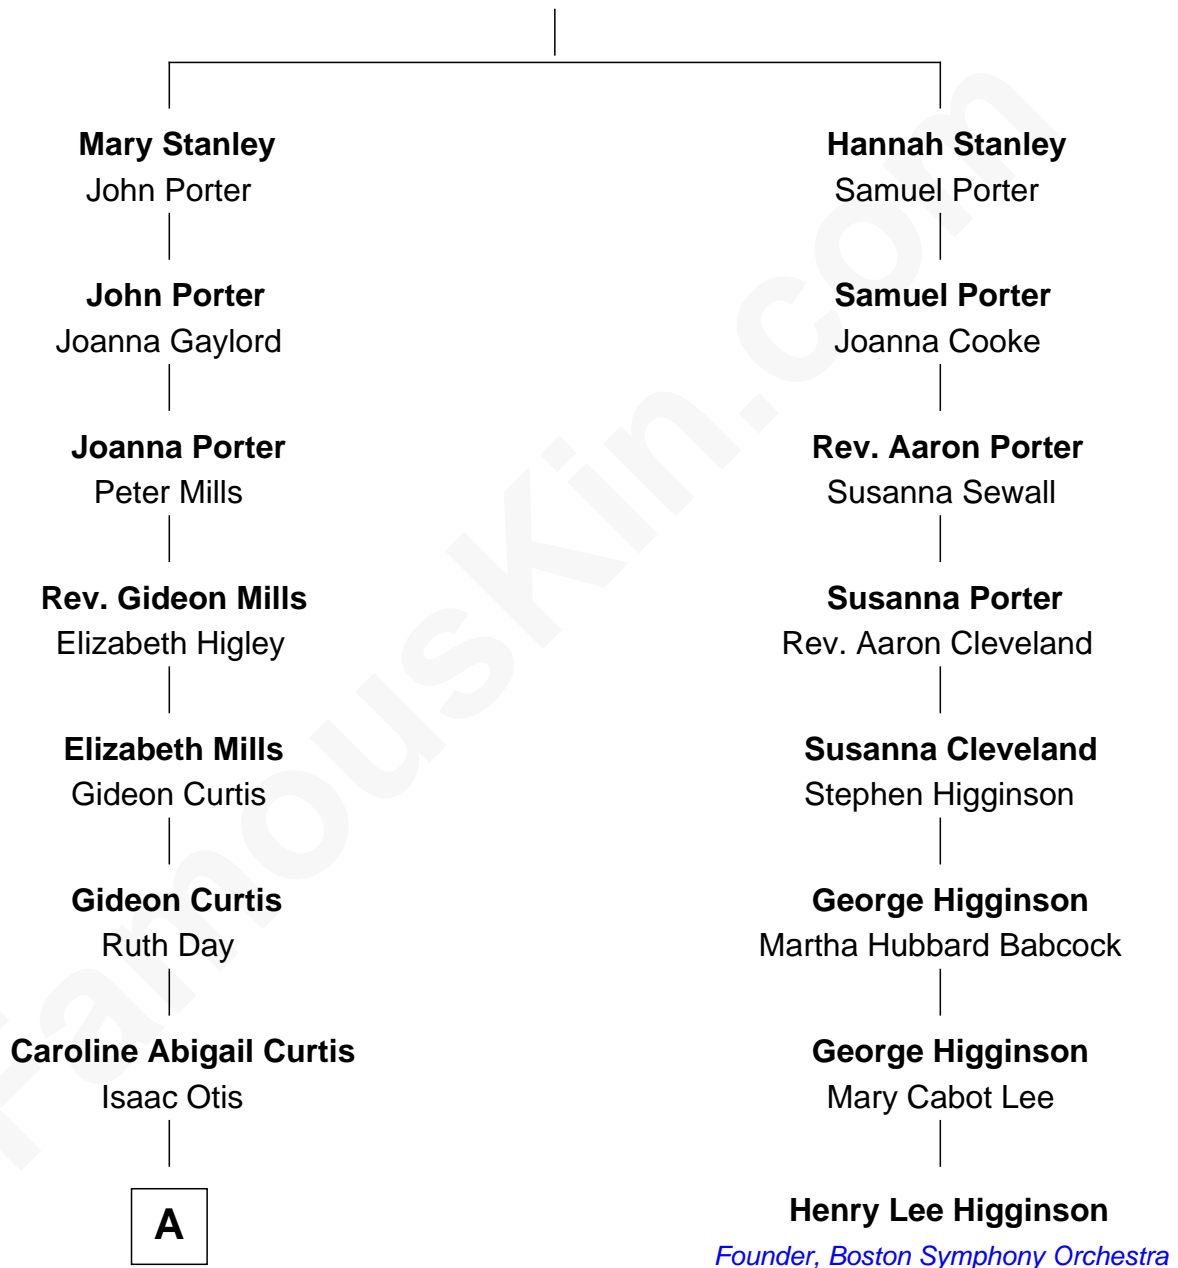 Mary Stanley
John Porter
Hannah Stanley
Samuel Porter
John Porter
Joanna Gaylord
Samuel Porter
Joanna Cooke
Joanna Porter
Peter Mills
Rev. Aaron Porter
Susanna Sewall
Rev. Gideon Mills
Elizabeth Higley
Susanna Porter
Rev. Aaron Cleveland
Elizabeth Mills
Gideon Curtis
Susanna Cleveland
Stephen Higginson
Gideon Curtis
Ruth Day
George Higginson
Martha Hubbard Babcock
Caroline Abigail Curtis
Isaac Otis
George Higginson
Mary Cabot Lee
A
Henry Lee Higginson
Founder, Boston Symphony Orchestra
FamousKin.com